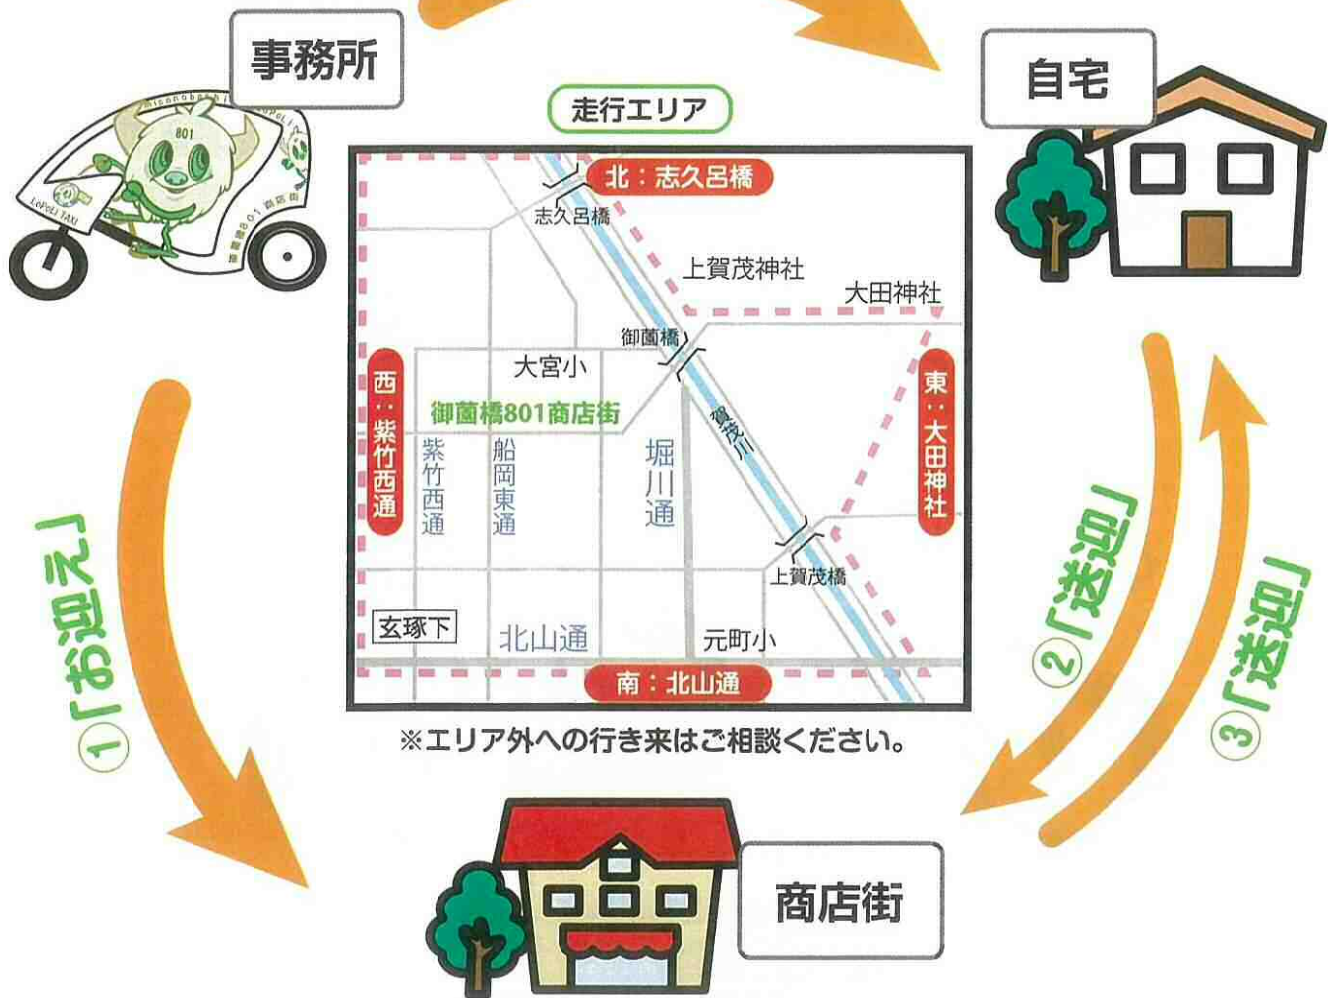 事務所
自宅
801
LoPoLI TAXI
走行エリア
北：志久呂橋
志久呂橋
上賀茂神社
大田神社
御薗橋
大宮小
西：紫竹西通
御薗橋801商店街
賀茂川
東：大田神社
紫竹西通
船岡東通
堀川通
上賀茂橋
玄琢下
北山通
元町小
南：北山通
※エリア外への行き来はご相談ください。
①「お迎え」
②「送迎」
③「送迎」
商店街